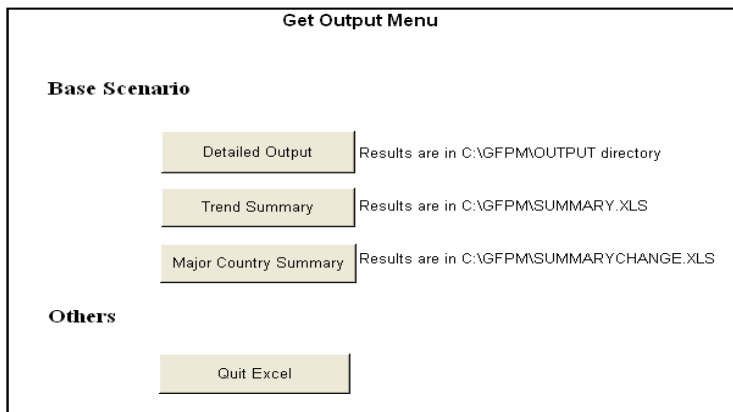 Get Output Menu
Base Scenario
Detailed Output Results are in C:\GFPM\OUTPUT directory
Trend Summary Results are in C:\GFPM\SUMMARY.XLS
Major Country Summary Results are in C:\GFPM\SUMMARYCHANGE.XLS
Others
Quit Excel